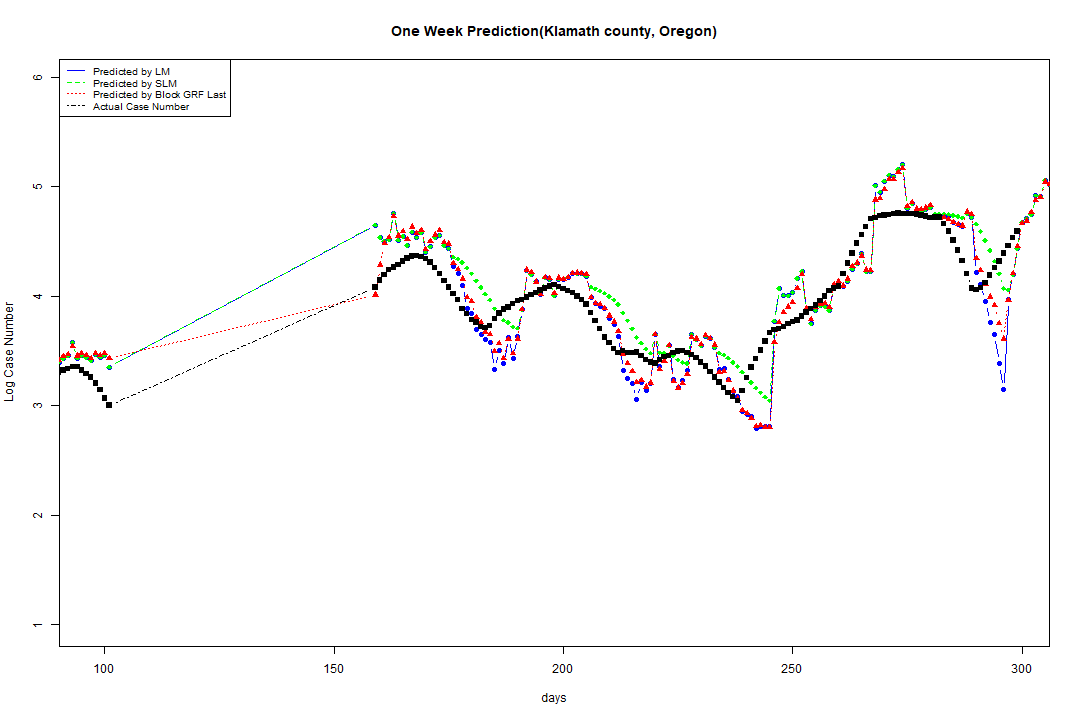 One Week Prediction(Klamath county, Oregon)
Predicted by LM
Predicted by SLM
Predicted by Block GRF Last
Actual Case Number
Log Case Number
6
5
4
3
2
1
100
150
200
250
300
days